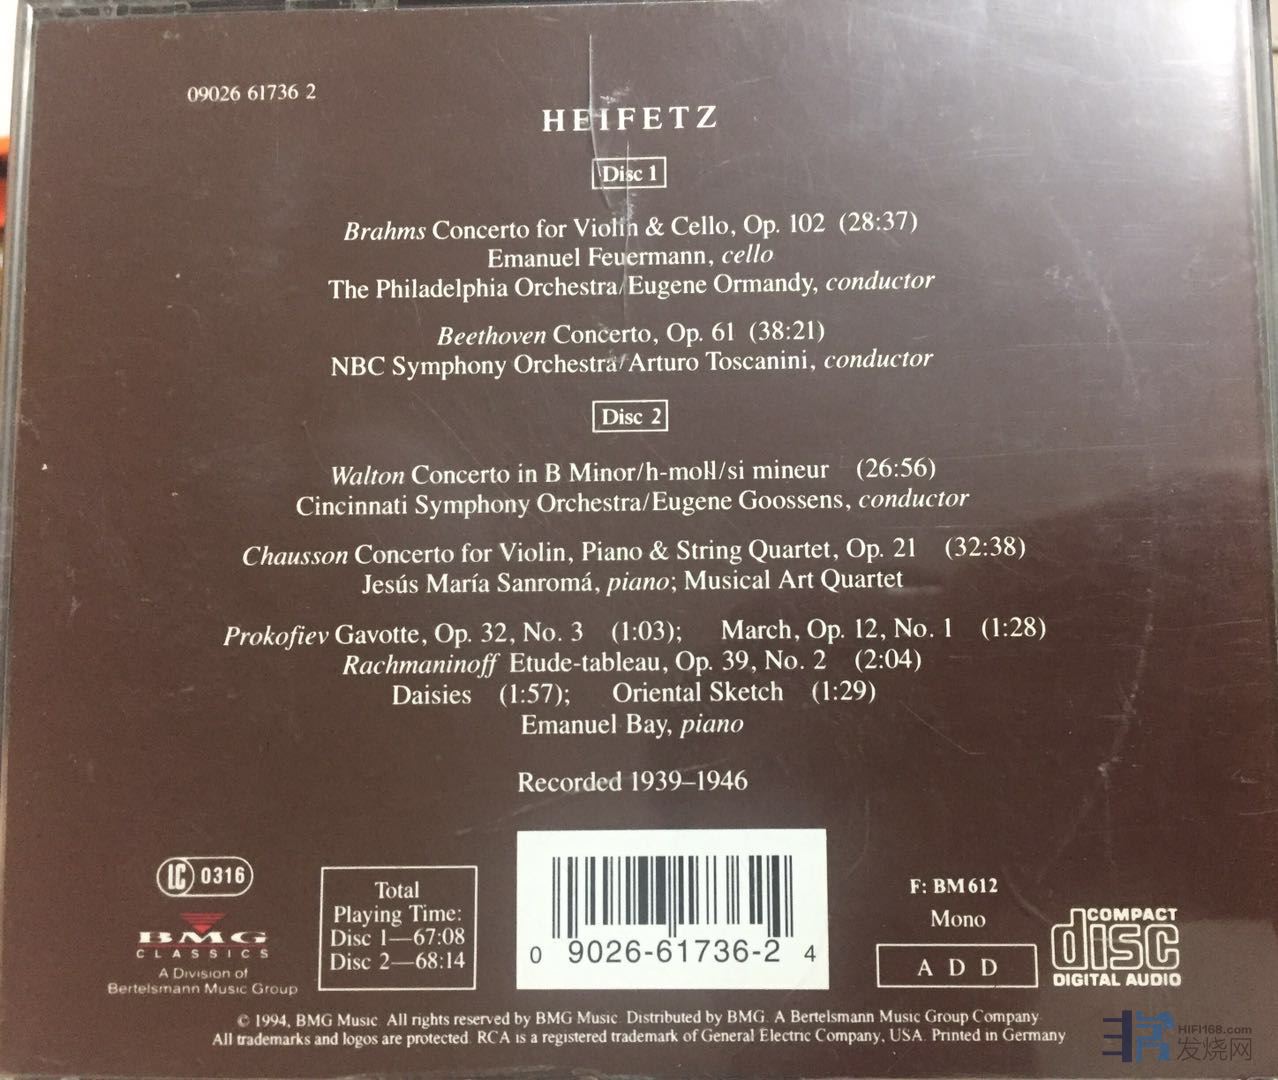 09026 61736 2
HEIFETZ
Disc 1
Brahms Concerto for Violin & Cello, Op. 102 (28:37)
Emanuel Feuermann, cello
The Philadelphia Orchestra/Eugene Ormandy, conductor
Beethoven Concerto, Op. 61 (38:21)
NBC Symphony Orchestra/Arturo Toscanini, conductor
Disc 2
Walton Concerto in B Minor/h-moll/si mineur (26:56)
Cincinnati Symphony Orchestra/Eugene Goossens, conductor
Chausson Concerto for Violin, Piano & String Quartet, Op. 21 (32:38)
Jesús María Sanromá, piano; Musical Art Quartet
Prokofiev Gavotte, Op. 32, No. 3 (1:03); March, Op. 12, No. 1 (1:28)
Rachmaninoff Etude-tableau, Op. 39, No. 2 (2:04)
Daisies (1:57); Oriental Sketch (1:29)
Emanuel Bay, piano
Recorded 1939–1946
LC 0316
BMG
CLASSICS
A Division of
Bertelsmann Music Group
Total
Playing Time:
Disc 1—67:08
Disc 2—68:14
0 9026-61736-2 4
F: BM 612
Mono
ADD
COMPACT
disc
DIGITAL AUDIO
© 1994, BMG Music. All rights reserved by BMG Music. Distributed by BMG. A Bertelsmann Music Group Company.
All trademarks and logos are protected. RCA is a registered trademark of General Electric Company, USA. Printed in Germany
HIFI168.com
发烧网